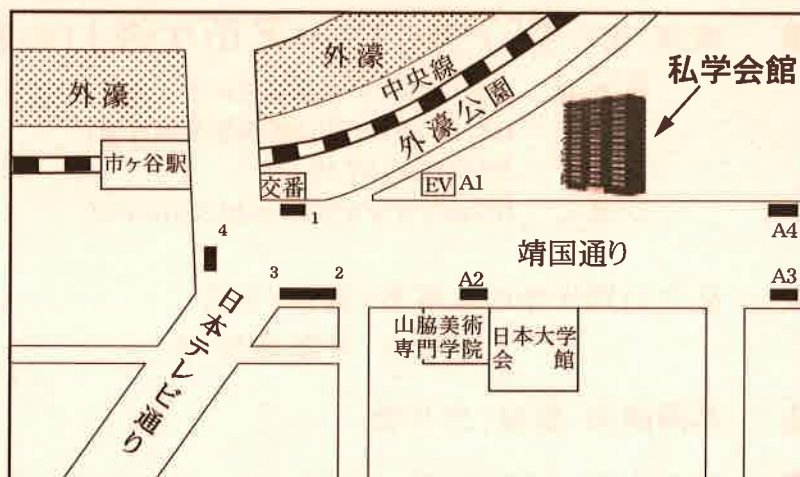 外濠
外濠
中央線
外濠公園
私学会館
市ヶ谷駅
交番
EV A1
1
A4
4
靖国通り
3
2
A2
A3
日本テレビ通り
山脇美術
専門学院
日本大学
会館